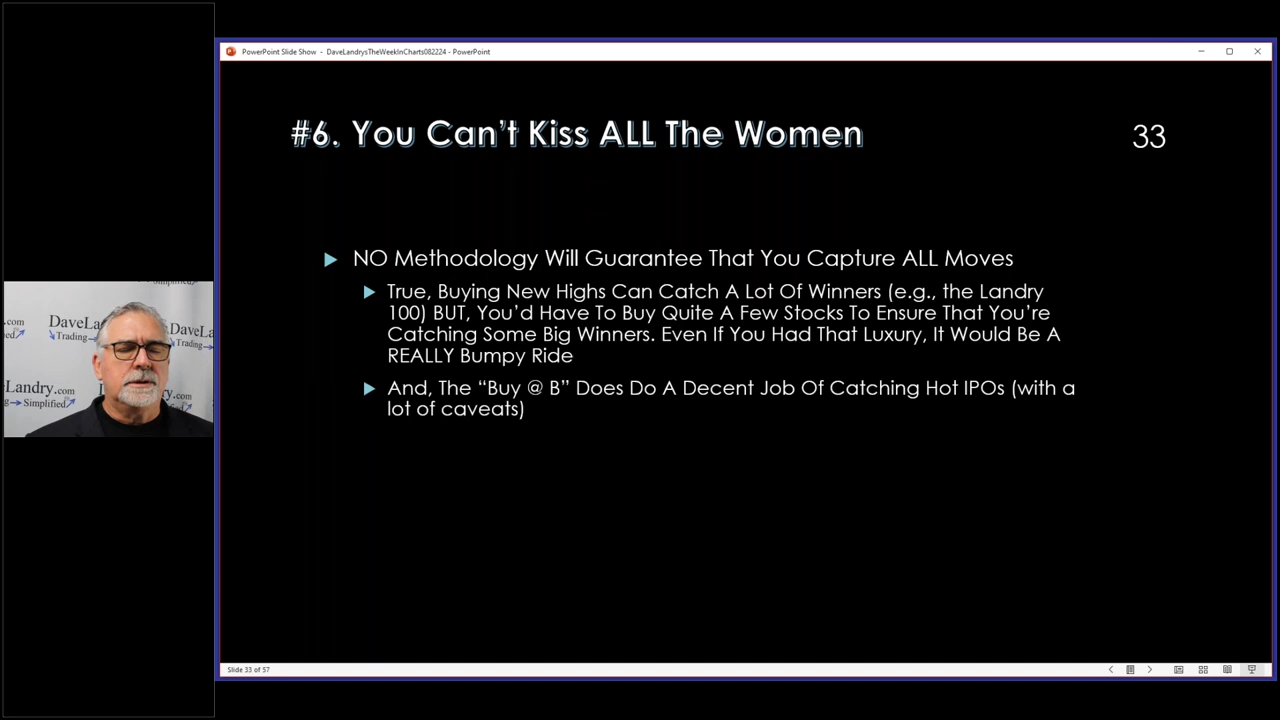 PowerPoint Slide Show - DaveLandrysTheWeekInCharts082224 - PowerPoint
#6. You Can't Kiss ALL The Women
33
NO Methodology Will Guarantee That You Capture ALL Moves
True, Buying New Highs Can Catch A Lot Of Winners (e.g., the Landry
100) BUT, You'd Have To Buy Quite A Few Stocks To Ensure That You're
Catching Some Big Winners. Even If You Had That Luxury, It Would Be A
REALLY Bumpy Ride
And, The “Buy @ B” Does Do A Decent Job Of Catching Hot IPOs (with a
lot of caveats)
DaveLa
Trading
Landry.com
Simplified
Slide 33 of 57